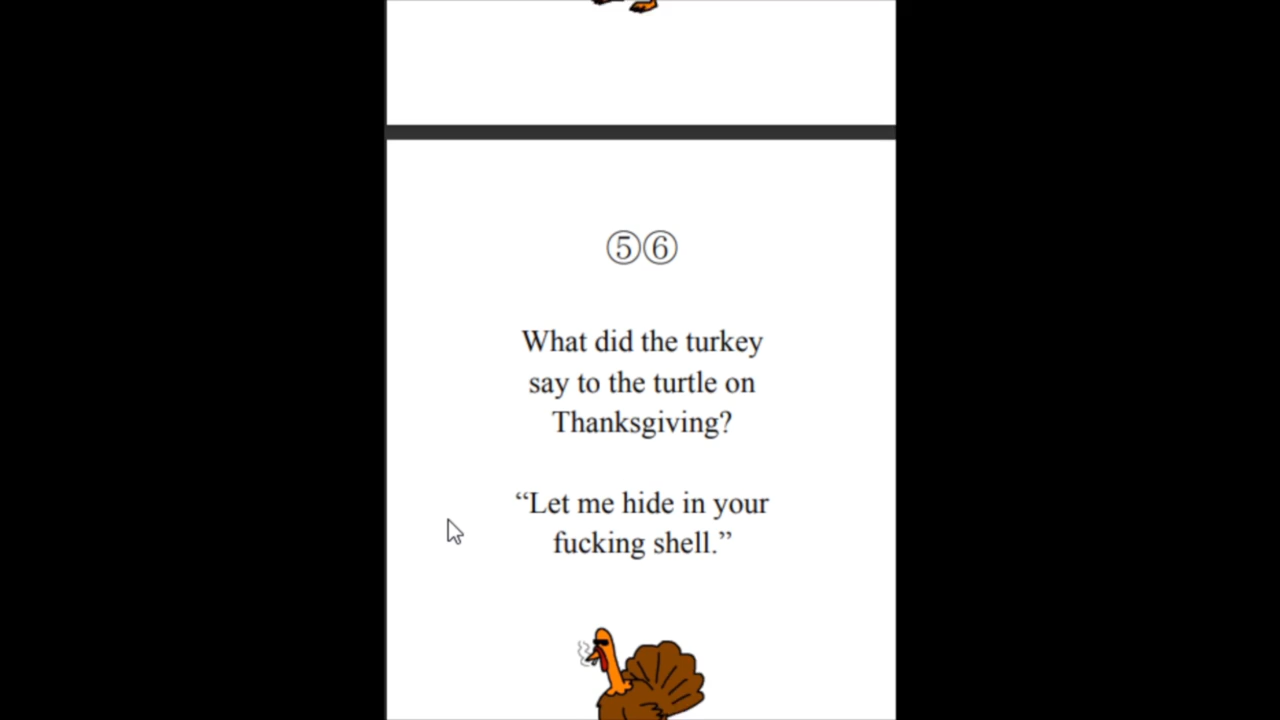 ⑤⑥
What did the turkey
say to the turtle on
Thanksgiving?
“Let me hide in your
fucking shell.”